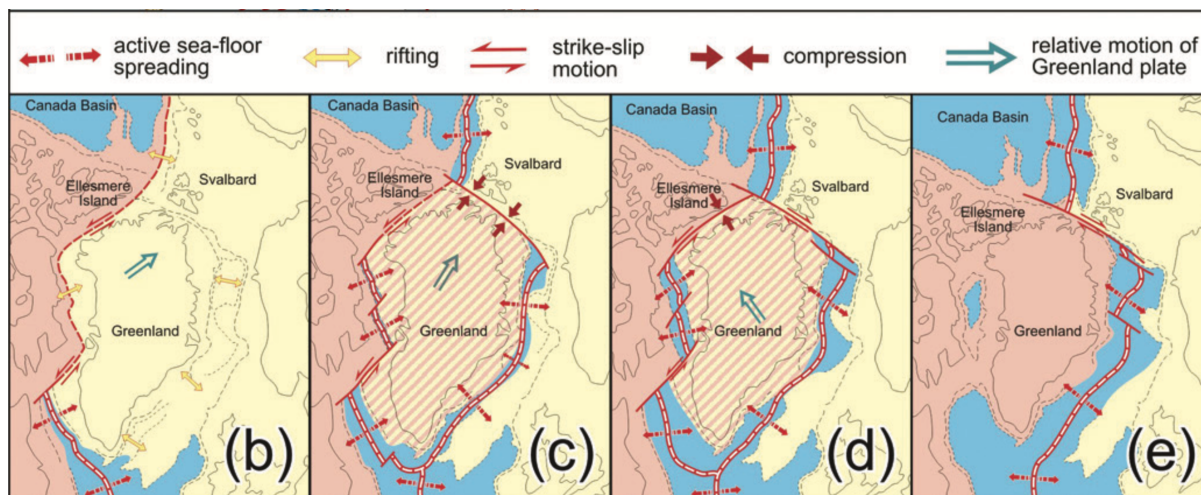 active sea-floor
spreading
rifting
strike-slip
motion
compression
relative motion of
Greenland plate
Canada Basin
Ellesmere
Island
Svalbard
Greenland
(b)
Canada Basin
Ellesmere
Island
Svalbard
Greenland
(c)
Canada Basin
Ellesmere
Island
Svalbard
Greenland
(d)
Canada Basin
Ellesmere
Island
Svalbard
Greenland
(e)